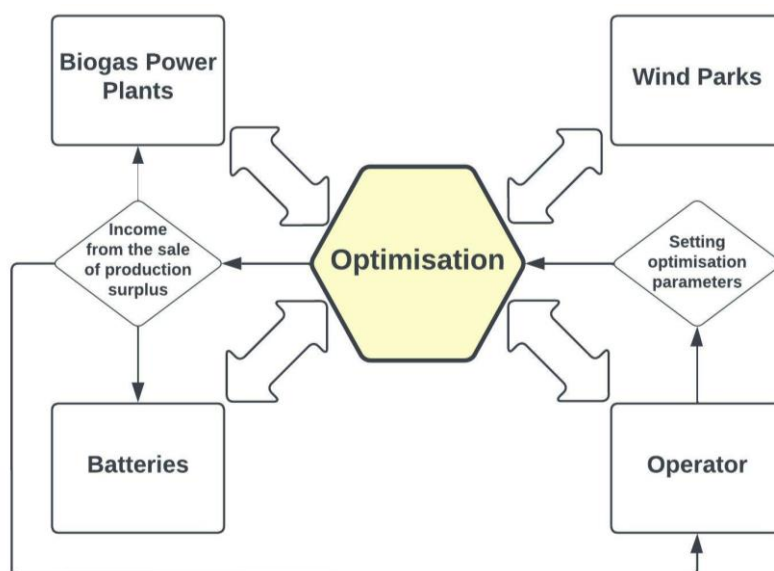 Biogas Power
Plants
Wind Parks
Income
from the sale
of production
surplus
Optimisation
Setting
optimisation
parameters
Batteries
Operator